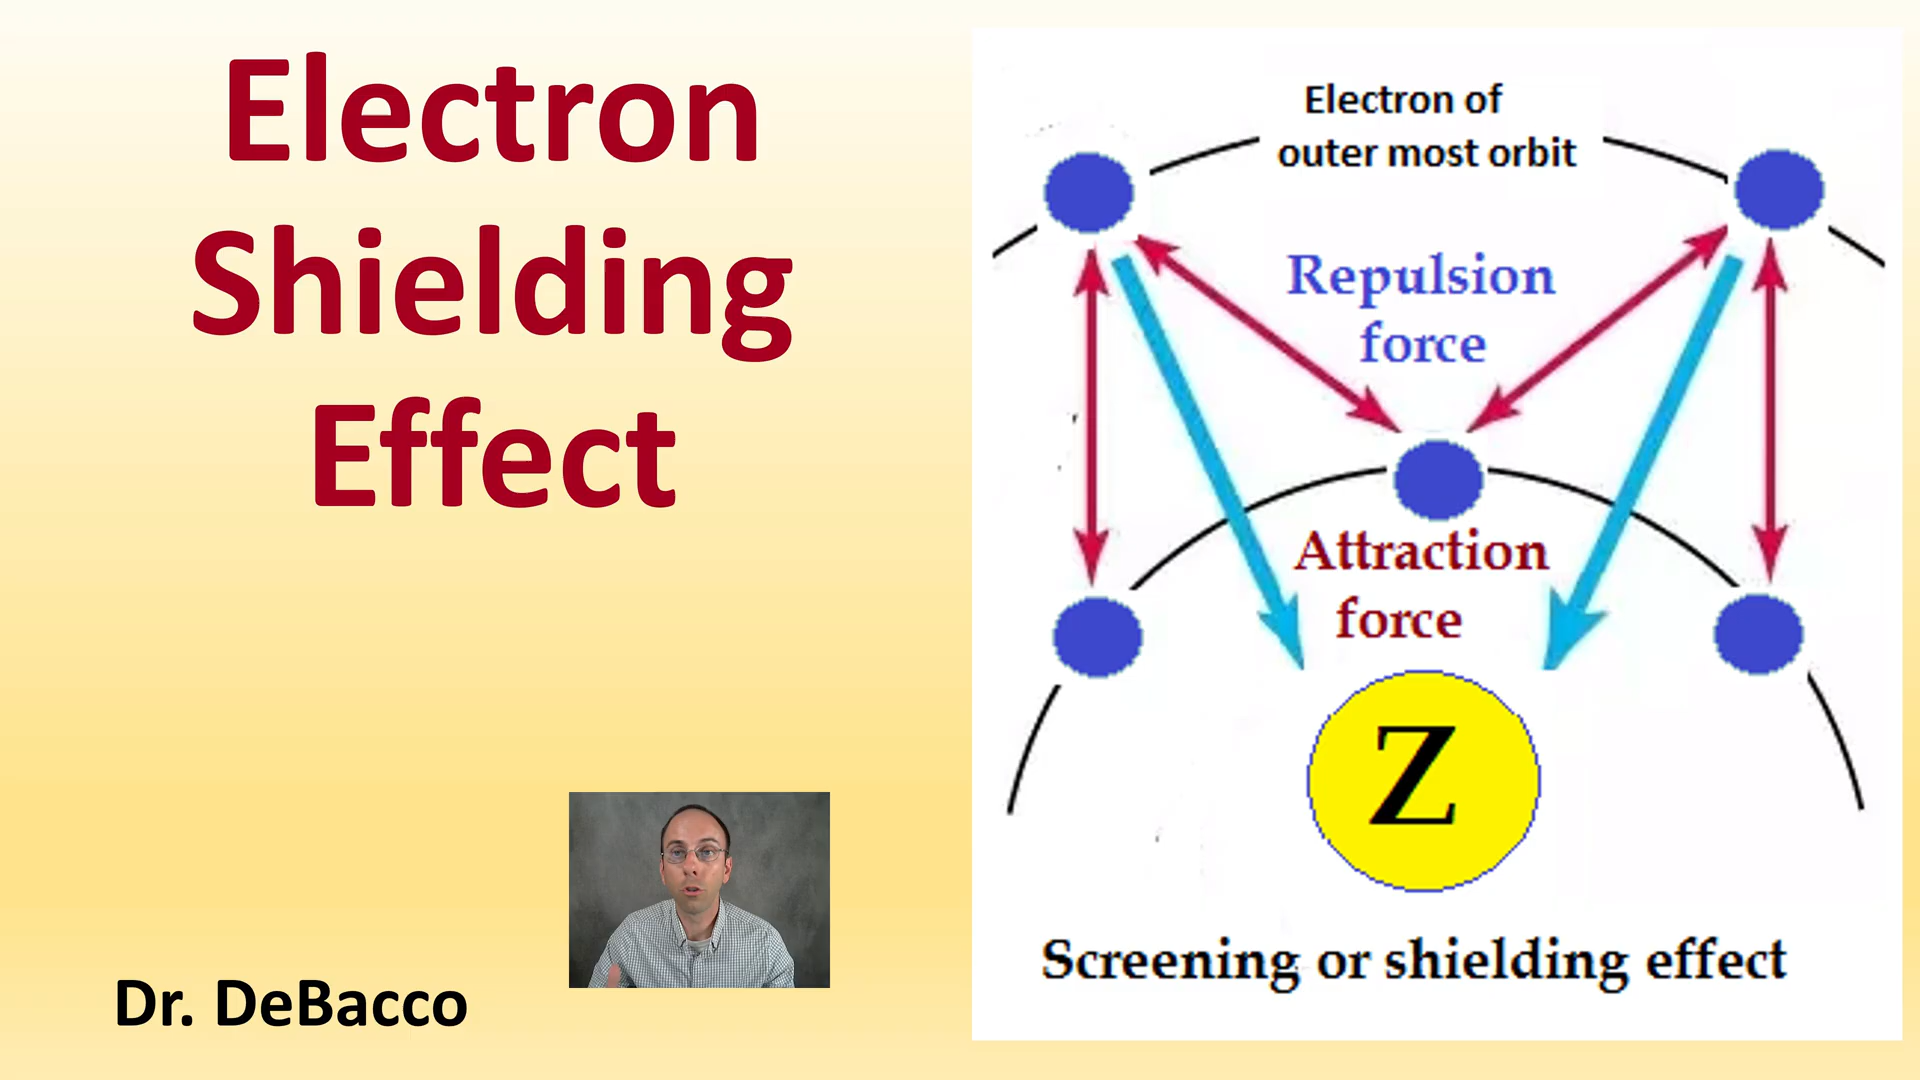 Electron
Shielding
Effect
Dr. DeBacco
Electron of
outer most orbit
Repulsion
force
Attraction
force
Z
Screening or shielding effect